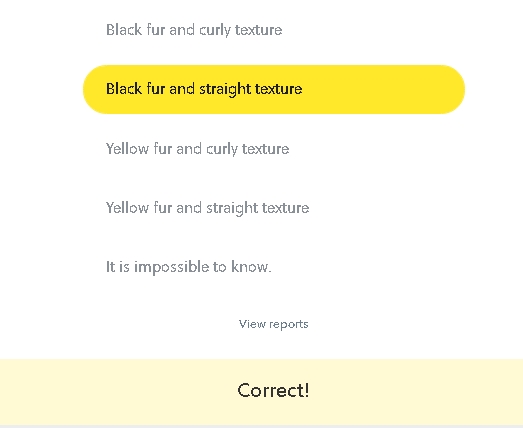 Black fur and curly texture
Black fur and straight texture
Yellow fur and curly texture
Yellow fur and straight texture
It is impossible to know.
View reports
Correct!